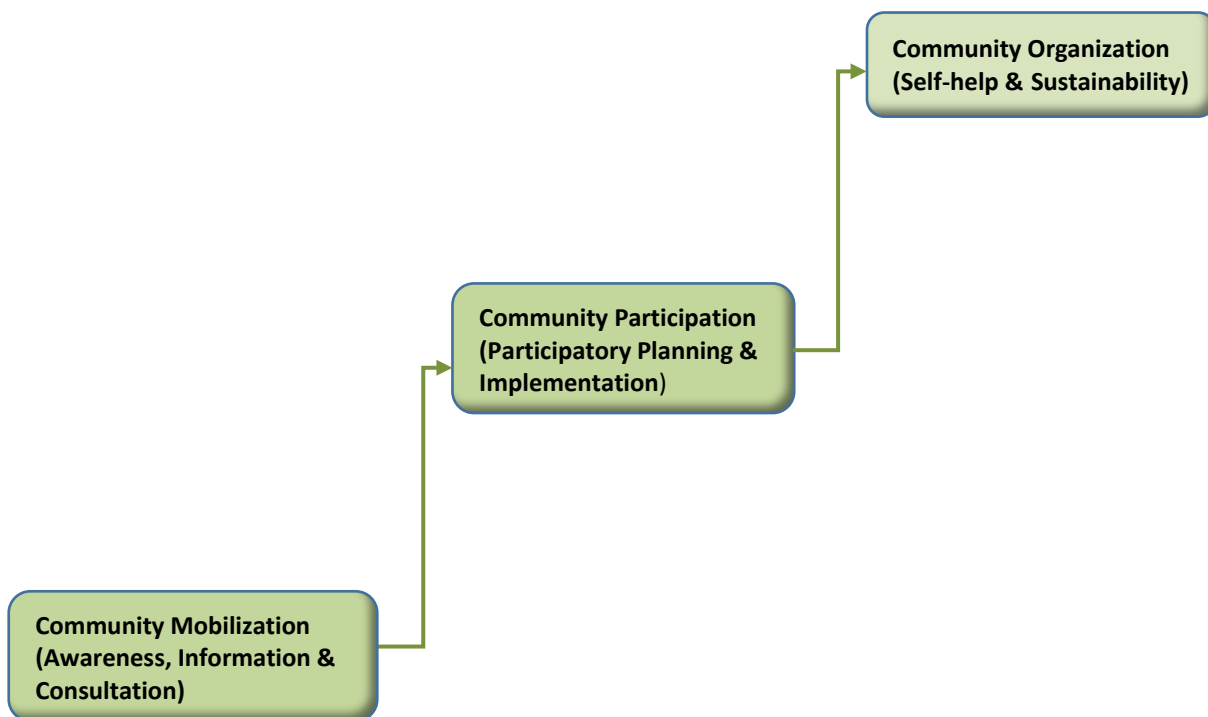 Community Organization
(Self-help & Sustainability)
Community Participation
(Participatory Planning &
Implementation)
Community Mobilization
(Awareness, Information &
Consultation)